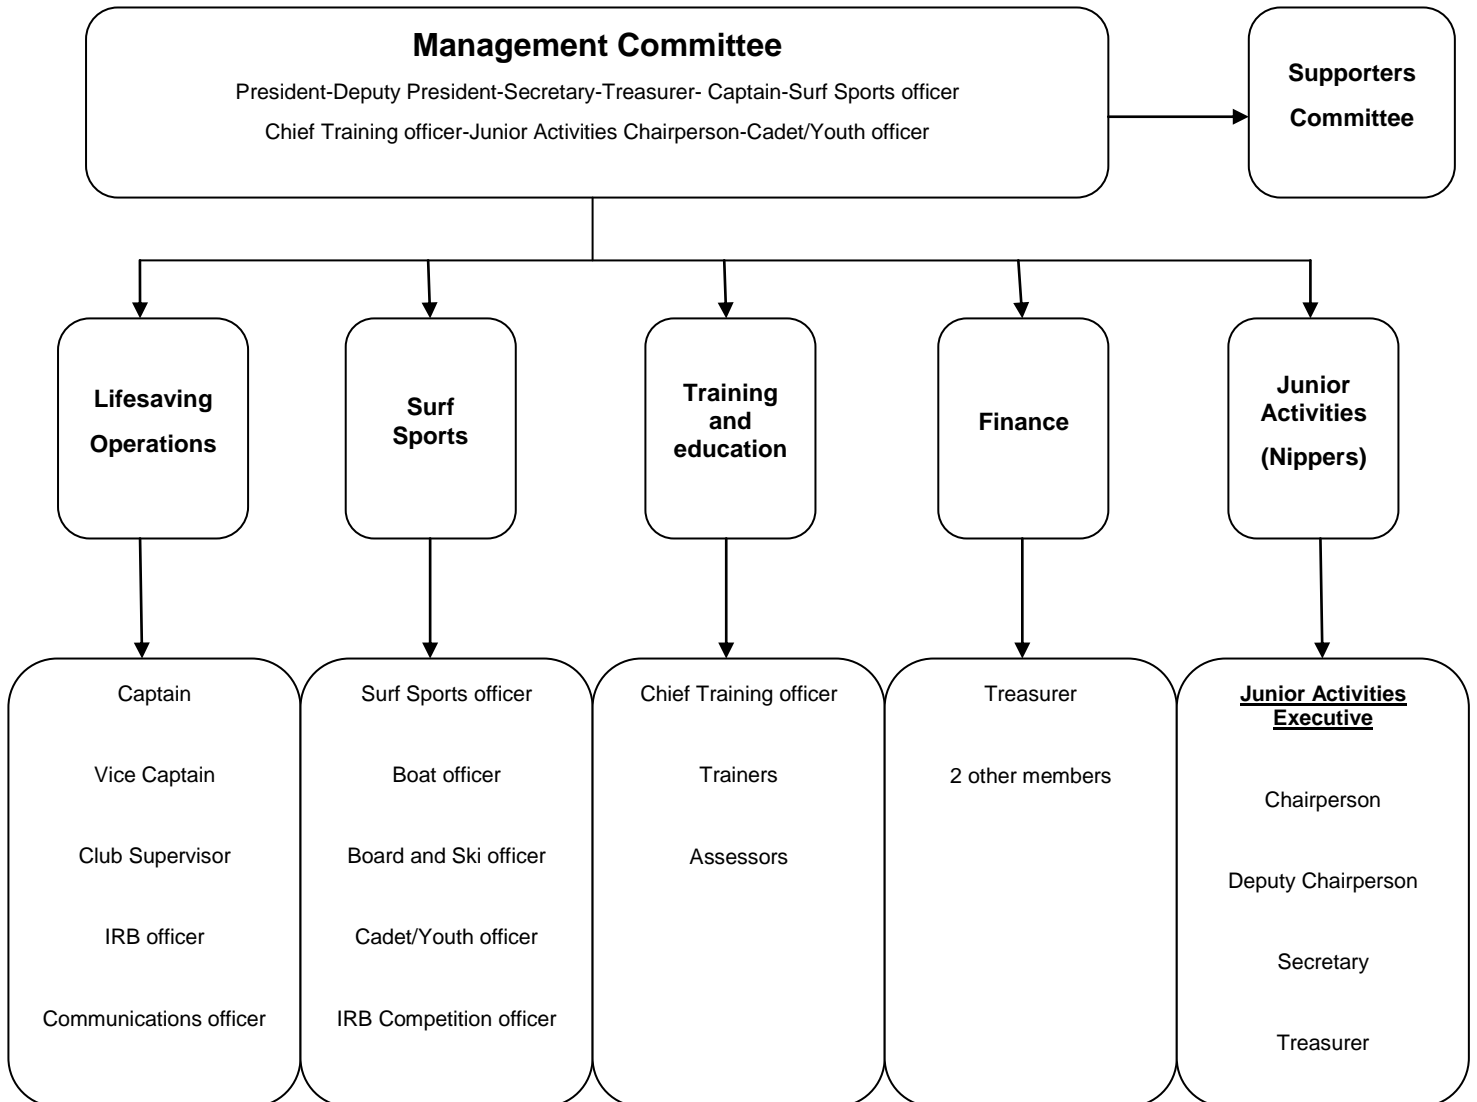 Management Committee
President-Deputy President-Secretary-Treasurer- Captain-Surf Sports officer
Chief Training officer-Junior Activities Chairperson-Cadet/Youth officer
Supporters
Committee
Lifesaving
Operations
Surf
Sports
Training
and
education
Finance
Junior
Activities
(Nippers)
Captain
Vice Captain
Club Supervisor
IRB officer
Communications officer
Surf Sports officer
Boat officer
Board and Ski officer
Cadet/Youth officer
IRB Competition officer
Chief Training officer
Trainers
Assessors
Treasurer
2 other members
Junior Activities
Executive
Chairperson
Deputy Chairperson
Secretary
Treasurer